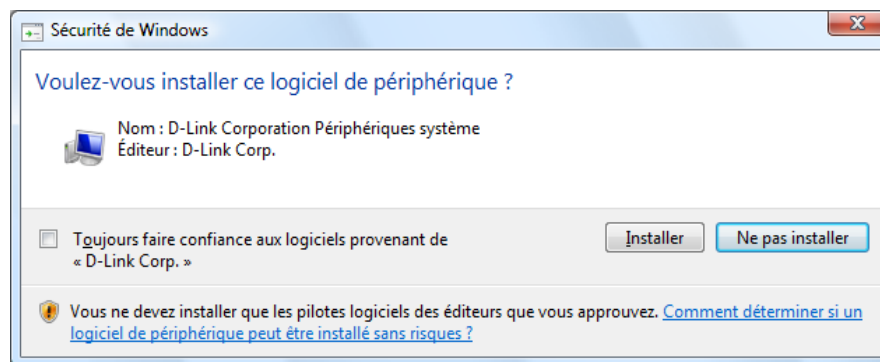 Sécurité de Windows
Voulez-vous installer ce logiciel de périphérique ?
Nom : D-Link Corporation Périphériques système
Éditeur : D-Link Corp.
Toujours faire confiance aux logiciels provenant de
« D-Link Corp. »
Installer
Ne pas installer
Vous ne devez installer que les pilotes logiciels des éditeurs que vous approuvez. Comment déterminer si un
logiciel de périphérique peut être installé sans risques ?